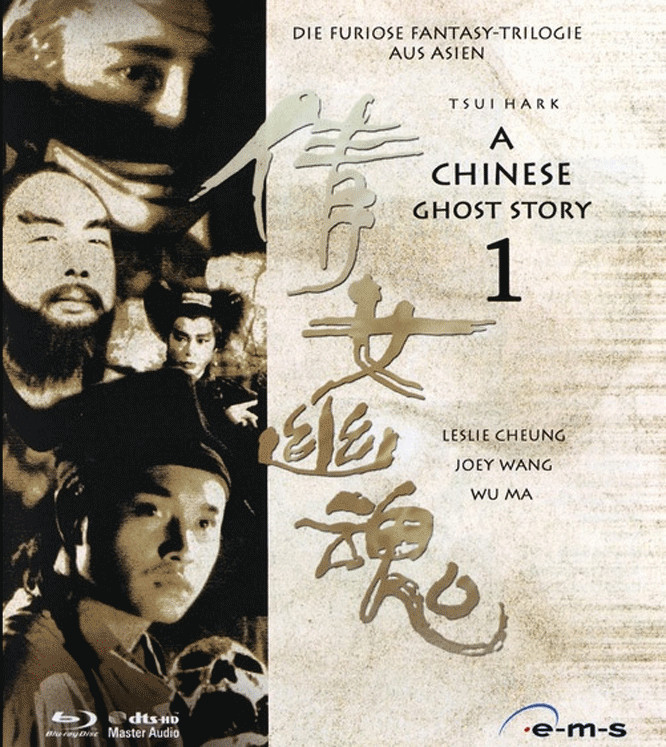 DIE FURIOSE FANTASY-TRILOGIE
AUS ASIEN
TSUI HARK
A
CHINESE
GHOST STORY
1
倩
女
幽
魂
LESLIE CHEUNG
JOEY WANG
WU MA
Blu-ray Disc
dts-HD
Master Audio
e-m-s